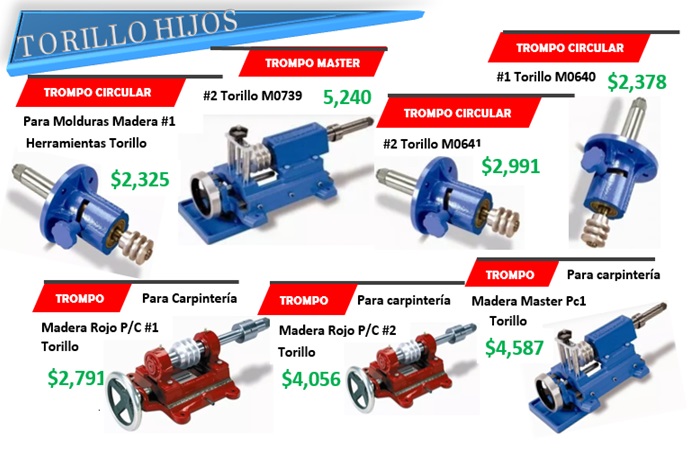 TORILLO HIJOS
TROMPO CIRCULAR
Para Molduras Madera #1
Herramientas Torillo
$2,325
TROMPO MASTER
#2 Torillo M0739
5,240
TROMPO CIRCULAR
#2 Torillo M0641
$2,991
TROMPO CIRCULAR
#1 Torillo M0640
$2,378
TROMPO
Para Carpintería
Madera Rojo P/C #1
Torillo
$2,791
TROMPO
Para carpintería
Madera Rojo P/C #2
Torillo
$4,056
TROMPO
Para carpintería
Madera Master Pc1
Torillo
$4,587